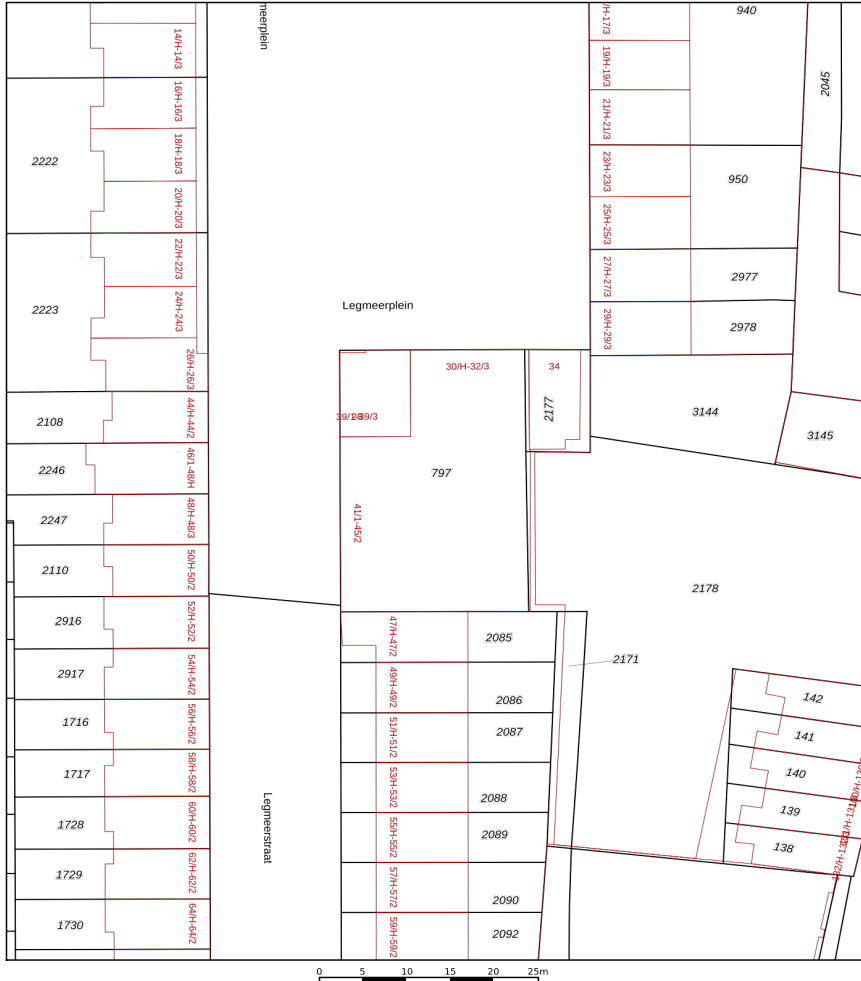 meerplein
14/H-14/3
16/H-16/3
18/H-18/3
20/H-20/3
22/H-22/3
24/H-24/3
26/H-26/3
44/H-44/2
46/1-48/H
48/H-48/3
50/H-50/2
52/H-52/2
54/H-54/2
56/H-56/2
58/H-58/2
60/H-60/2
62/H-62/2
64/H-64/2
2222
2223
2108
2246
2247
2110
2916
2917
1716
1717
1728
1729
1730
Legmeerplein
Legmeerstraat
30/H-32/3
34
2177
797
41/1-45/2
47/H-47/2
49/H-49/2
51/H-51/2
53/H-53/2
55/H-55/2
57/H-57/2
59/H-59/2
2085
2086
2087
2088
2089
2090
2092
/H-17/3
19/H-19/3
21/H-21/3
23/H-23/3
25/H-25/3
27/H-27/3
29/H-29/3
940
950
2977
2978
2045
3144
3145
2178
2171
142
141
140
139
138
0 5 10 15 20 25m